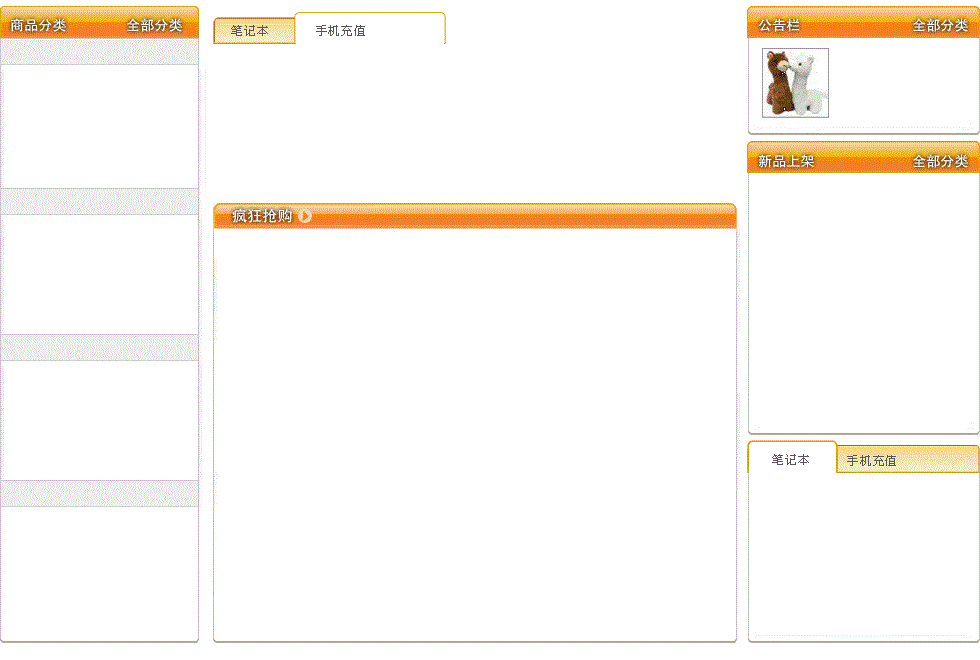 商品分类 全部分类
笔记本 手机充值
疯狂抢购
公告栏 全部分类
新品上架 全部分类
笔记本 手机充值